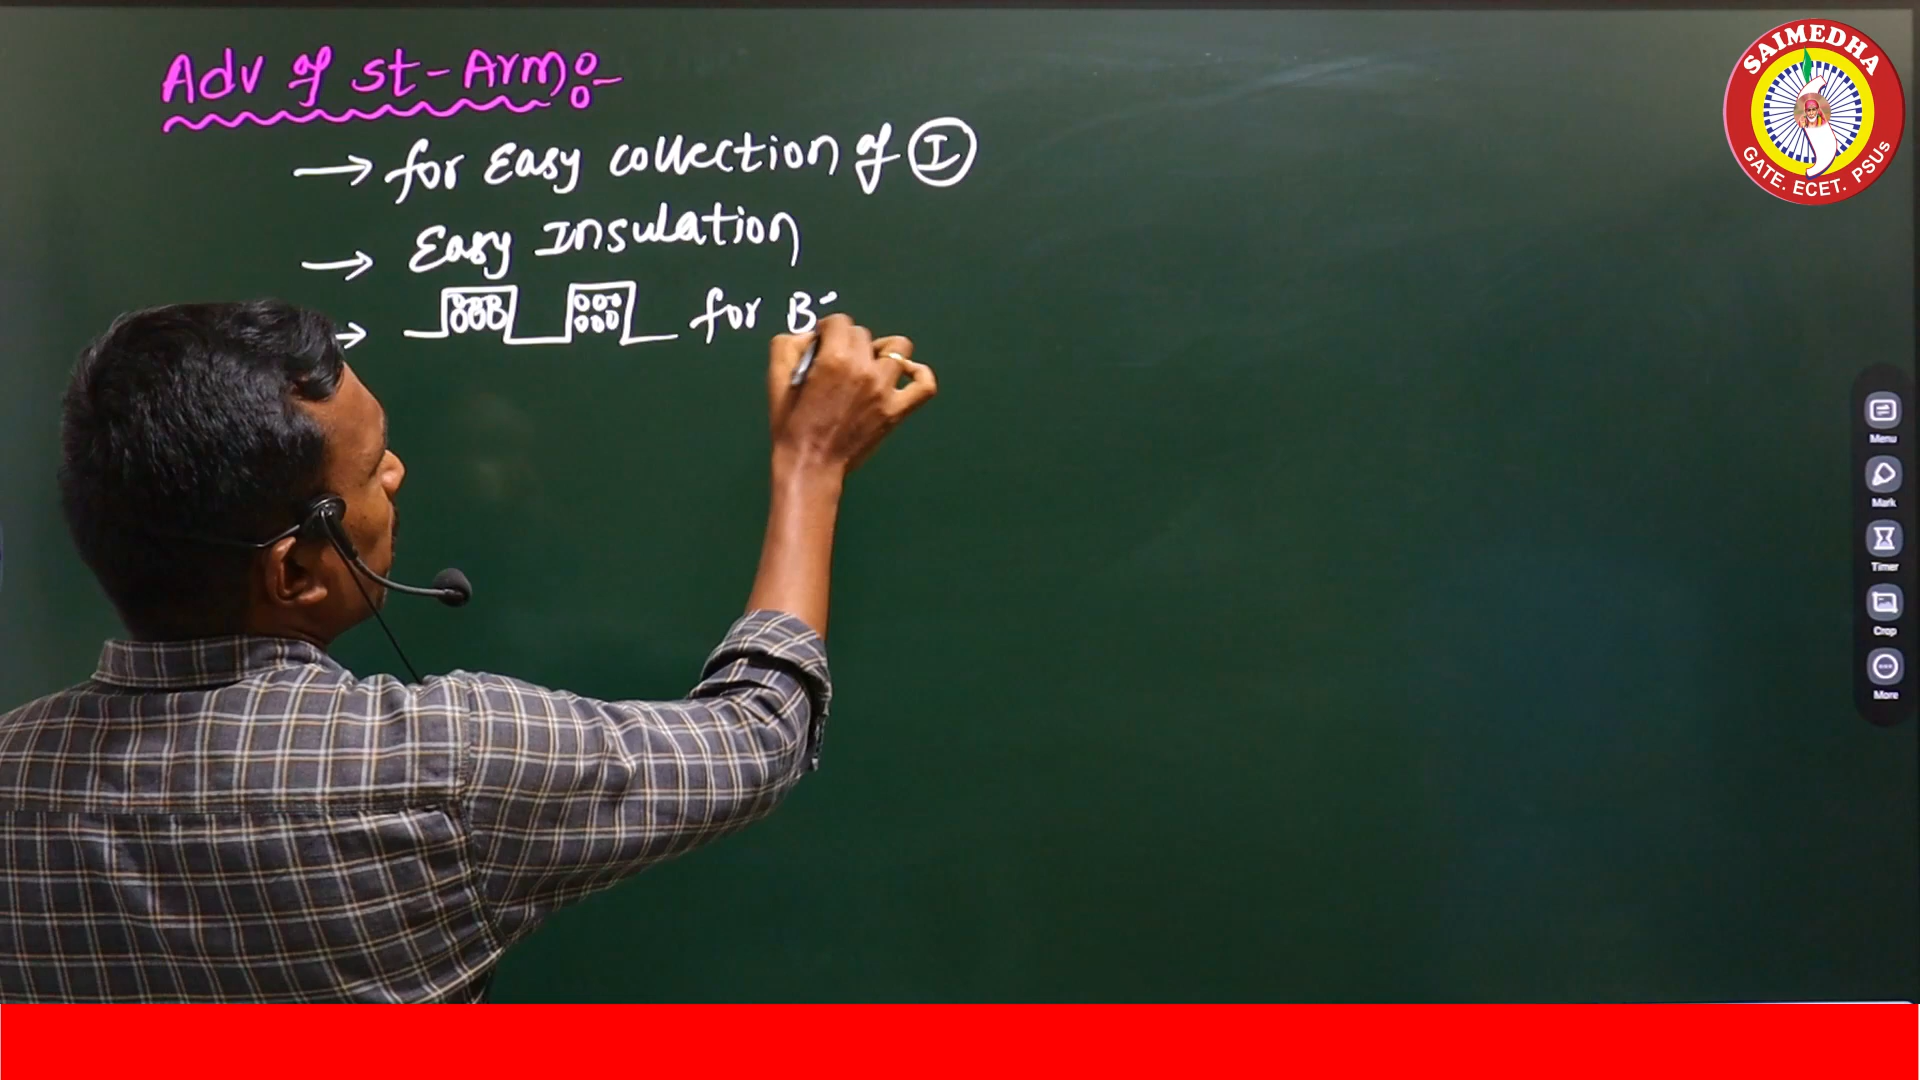 Adv of st-Arm:-
→ for Easy collection of I
→ Easy Insulation
→ for B
SAIMEDHA
GATE. ECET. PSUs
Menu
Mark
Timer
Crop
More